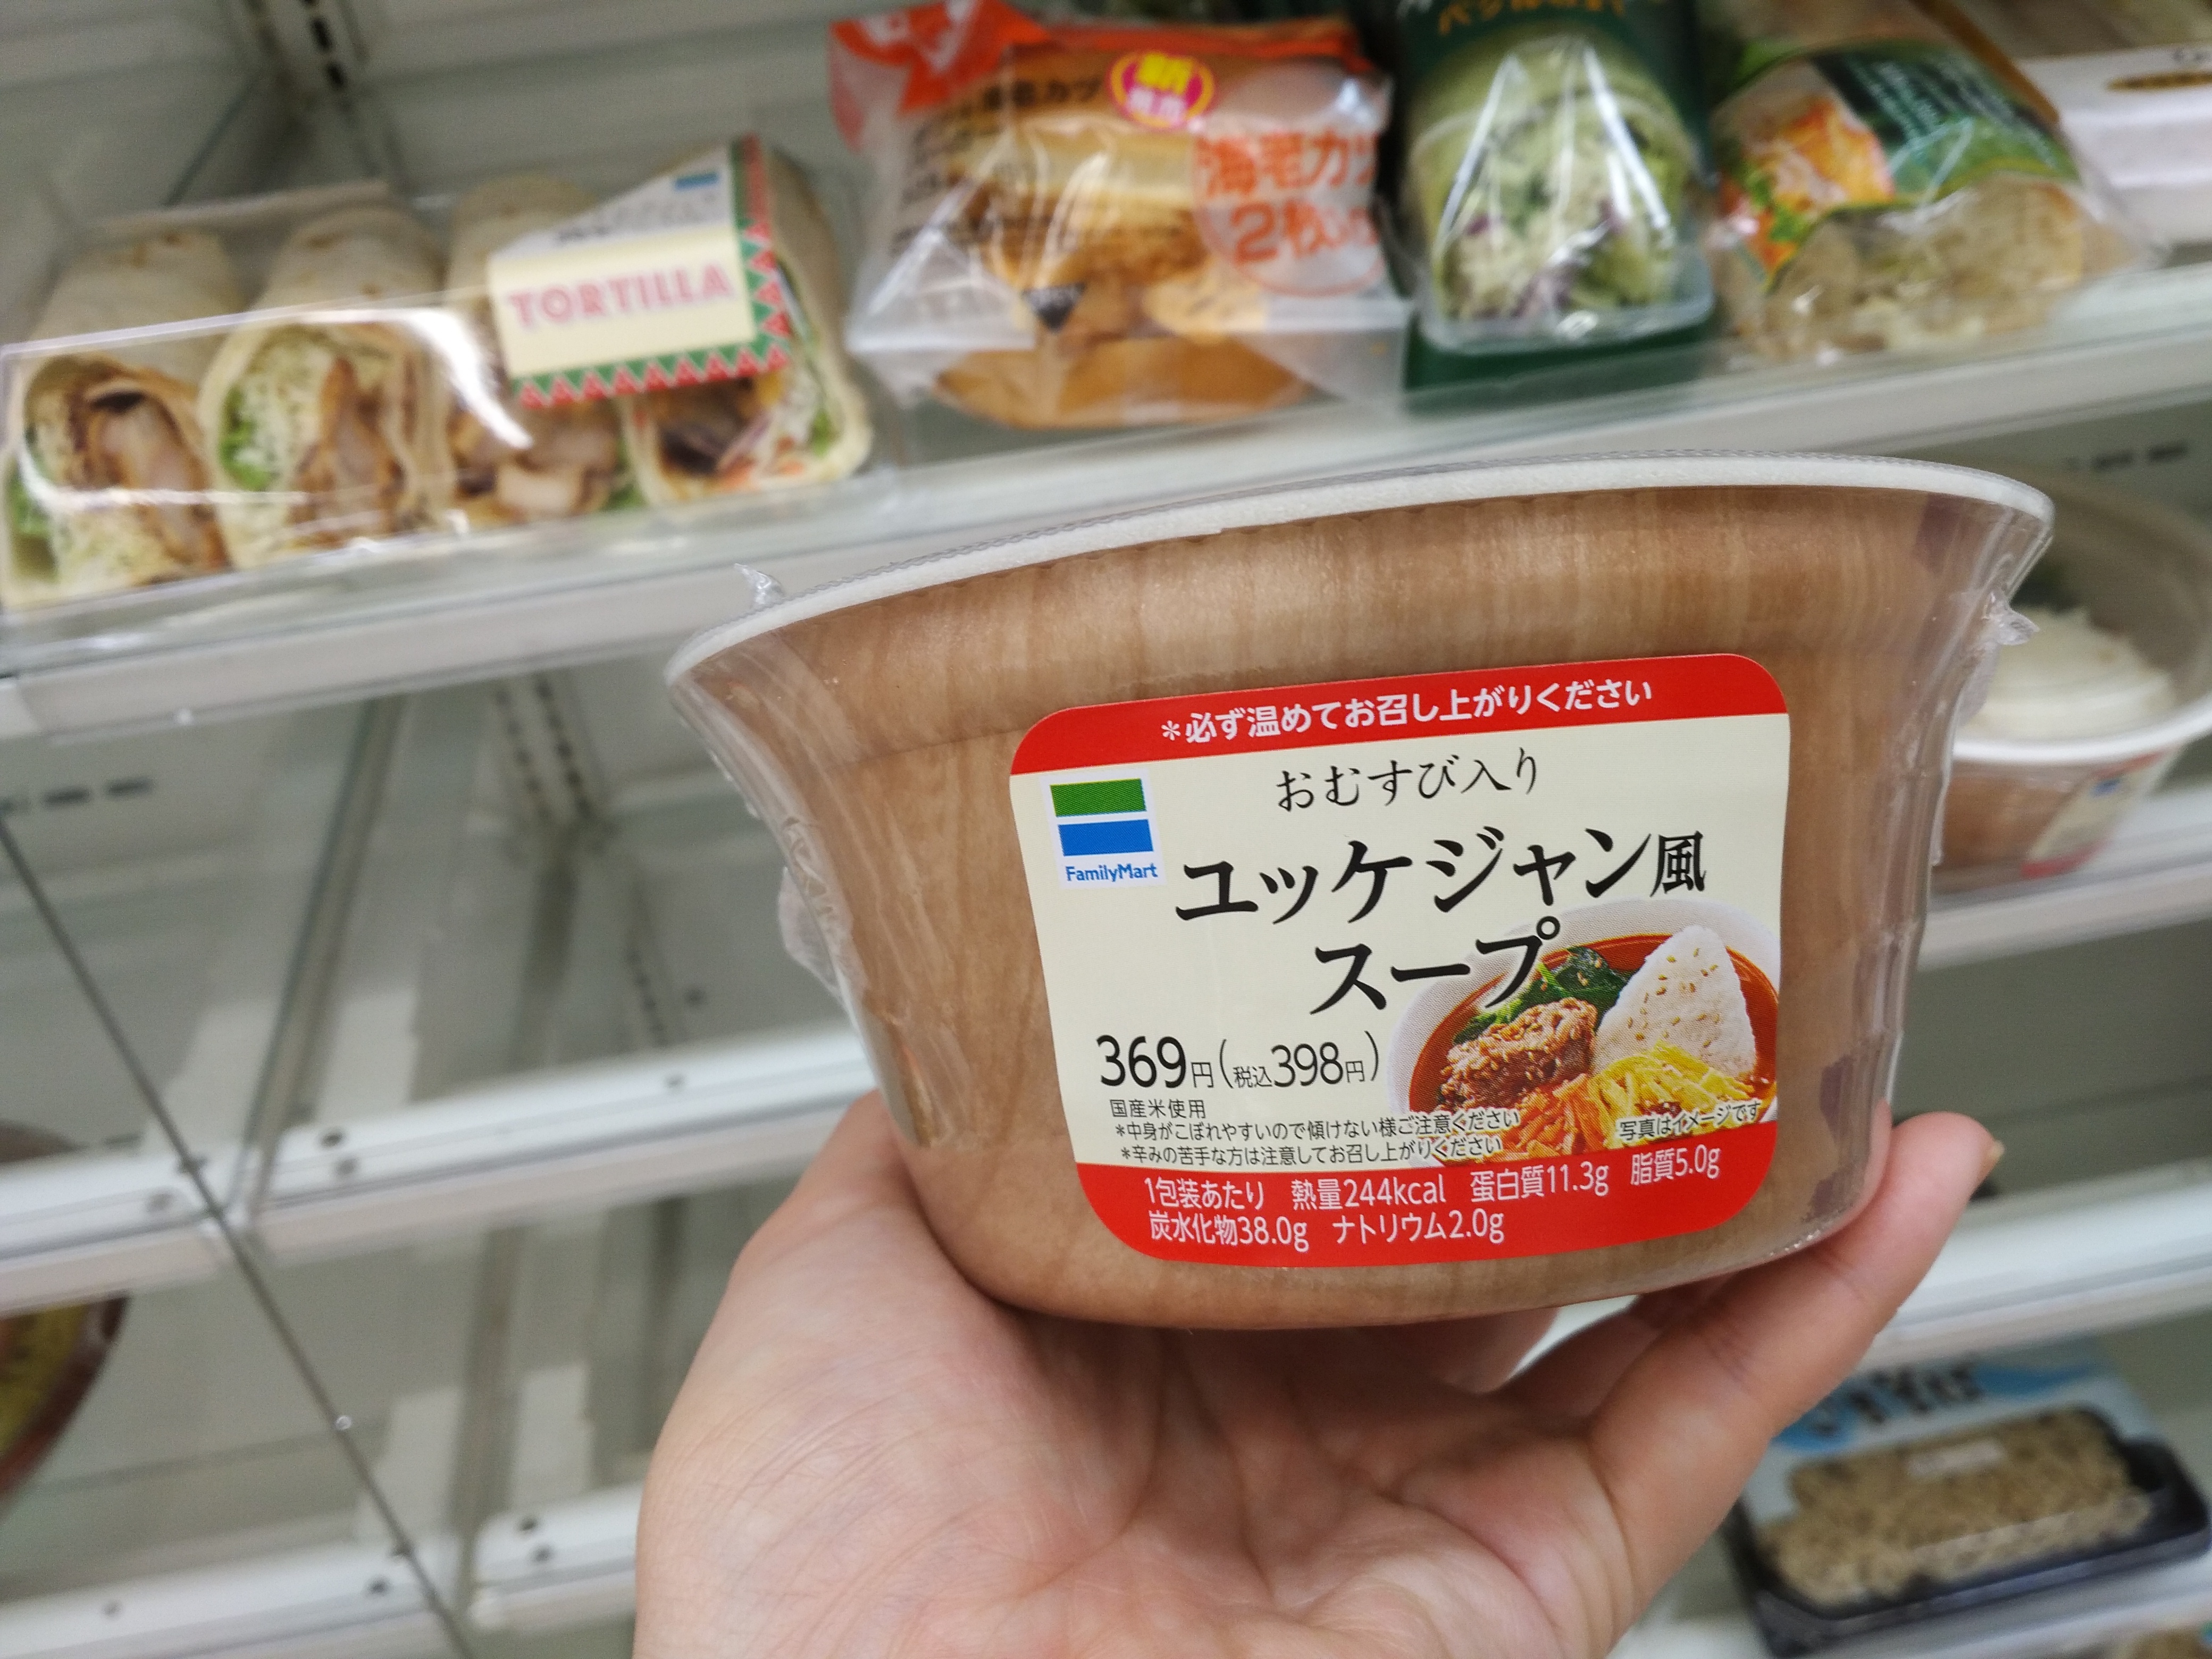 TORTILLA
新
海老カツ
2枚
*必ず温めてお召し上がりください
おむすび入り
FamilyMart
ユッケジャン風
スープ
369円(税込398円)
国産米使用
*中身がこぼれやすいので傾けない様ご注意ください
*辛みの苦手な方は注意してお召し上がりください
写真はイメージです
1包装あたり 熱量244kcal 蛋白質11.3g 脂質5.0g
炭水化物38.0g ナトリウム2.0g